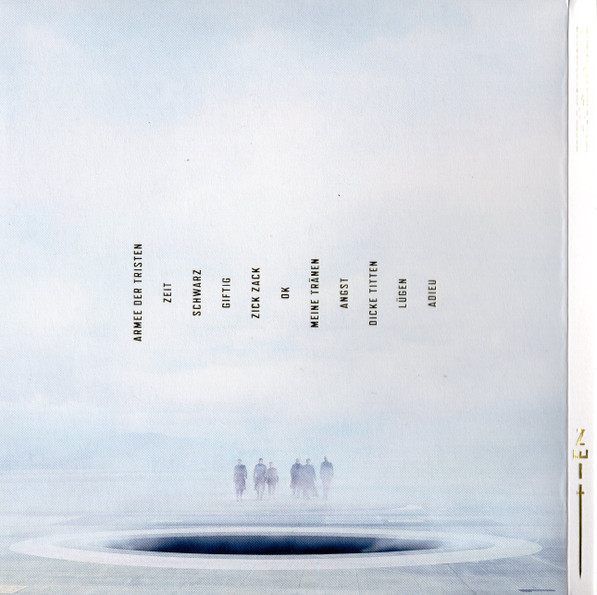 ARMEE DER TRISTEN
ZEIT
SCHWARZ
GIFTIG
ZICK ZACK
OK
MEINE TRÄNEN
ANGST
DICKE TITTEN
LÜGEN
ADIEU